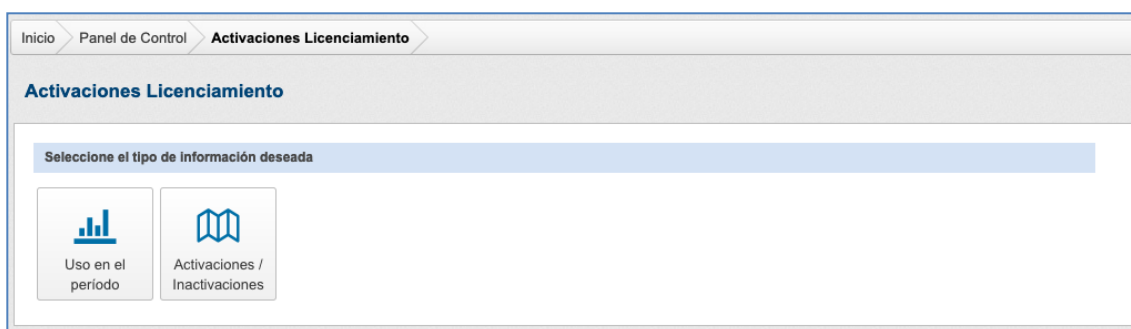 Inicio Panel de Control Activaciones Licenciamiento
Activaciones Licenciamiento
Seleccione el tipo de información deseada
Uso en el
período
Activaciones /
Inactivaciones